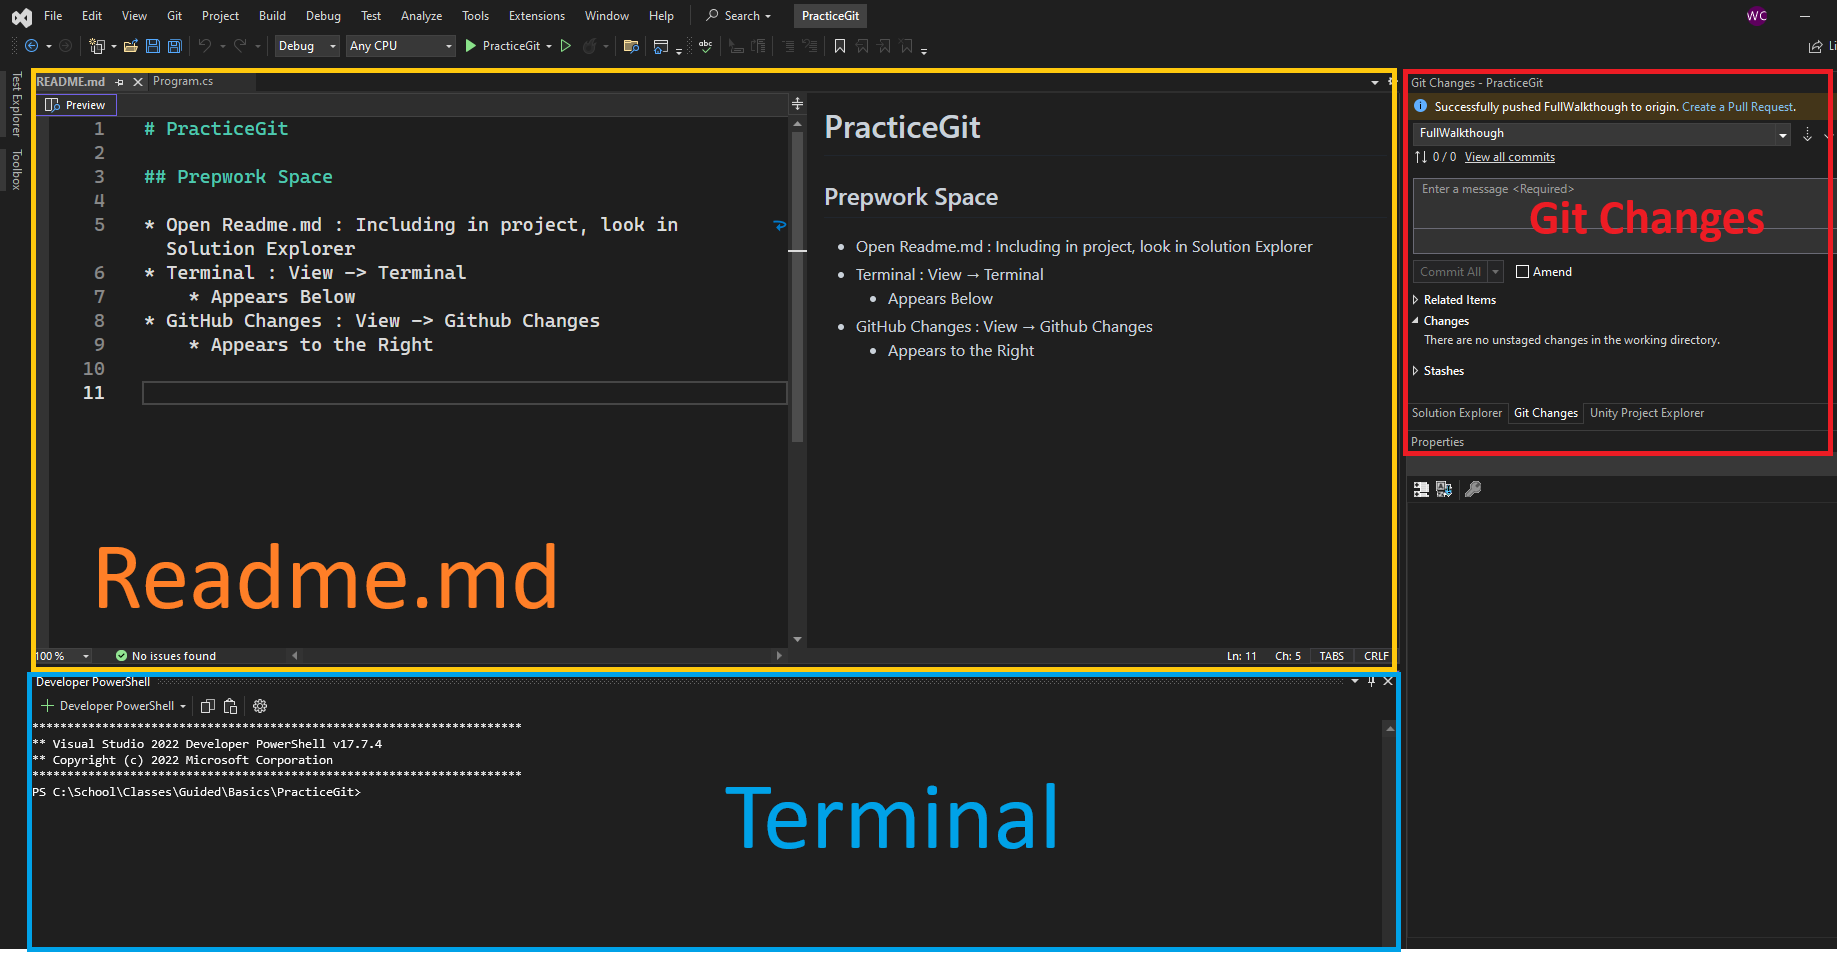 File Edit View Git Project Build Debug Test Analyze Tools Extensions Window Help Search PracticeGit WC
Debug Any CPU PracticeGit abc
Test Explorer
Toolbox
README.md Program.cs
Preview
1 # PracticeGit
2
3 ## Prepwork Space
4
5 * Open Readme.md : Including in project, look in
Solution Explorer
6 * Terminal : View -> Terminal
7 * Appears Below
8 * GitHub Changes : View -> Github Changes
9 * Appears to the Right
10
11
Readme.md
100 % No issues found Ln: 11 Ch: 5 TABS CRLF
PracticeGit
Prepwork Space
• Open Readme.md : Including in project, look in Solution Explorer
• Terminal : View → Terminal
• Appears Below
• GitHub Changes : View → Github Changes
• Appears to the Right
Git Changes - PracticeGit
Successfully pushed FullWalkthough to origin. Create a Pull Request.
FullWalkthough
0 / 0 View all commits
Enter a message <Required>
Git Changes
Commit All Amend
Related Items
Changes
There are no unstaged changes in the working directory.
Stashes
Solution Explorer Git Changes Unity Project Explorer
Properties
Developer PowerShell
+ Developer PowerShell
**********************************************************************
** Visual Studio 2022 Developer PowerShell v17.7.4
** Copyright (c) 2022 Microsoft Corporation
**********************************************************************
PS C:\School\Classes\Guided\Basics\PracticeGit>
Terminal